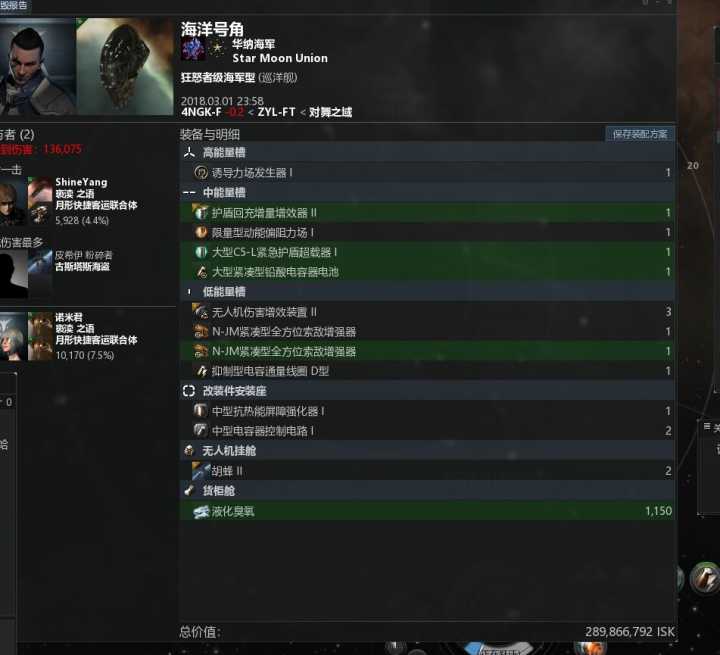 毁报告
海洋号角
华纳海军
Star Moon Union
狂怒者级海军型 (巡洋舰)
2018.03.01 23:58
4NGK-F -0.2 < ZYL-FT < 对舞之域
与者 (2)
到伤害: 136,075
一击
ShineYang
亵渎 之语
月形快捷客运联合体
5,928 (4.4%)
伤害最多
皮希伊 粉碎者
古斯塔斯海盗
诺米君
亵渎 之语
月形快捷客运联合体
10,170 (7.5%)
装备与明细
保存装配方案
高能量槽
诱导力场发生器 I 1
中能量槽
护盾回充增量增效器 II 1
限量型动能偏阻力场 I 1
大型C5-L紧急护盾超载器 I 1
大型紧凑型铅酸电容器电池 1
低能量槽
无人机伤害增效装置 II 3
N-JM紧凑型全方位索敌增强器 1
N-JM紧凑型全方位索敌增强器 1
抑制型电容通量线圈 D型 1
改装件安装座
中型抗热能屏障强化器 I 1
中型电容器控制电路 I 2
无人机挂舱
胡蜂 II 2
货柜舱
液化臭氧 1,150
总价值: 289,866,792 ISK
20
0
哈
关